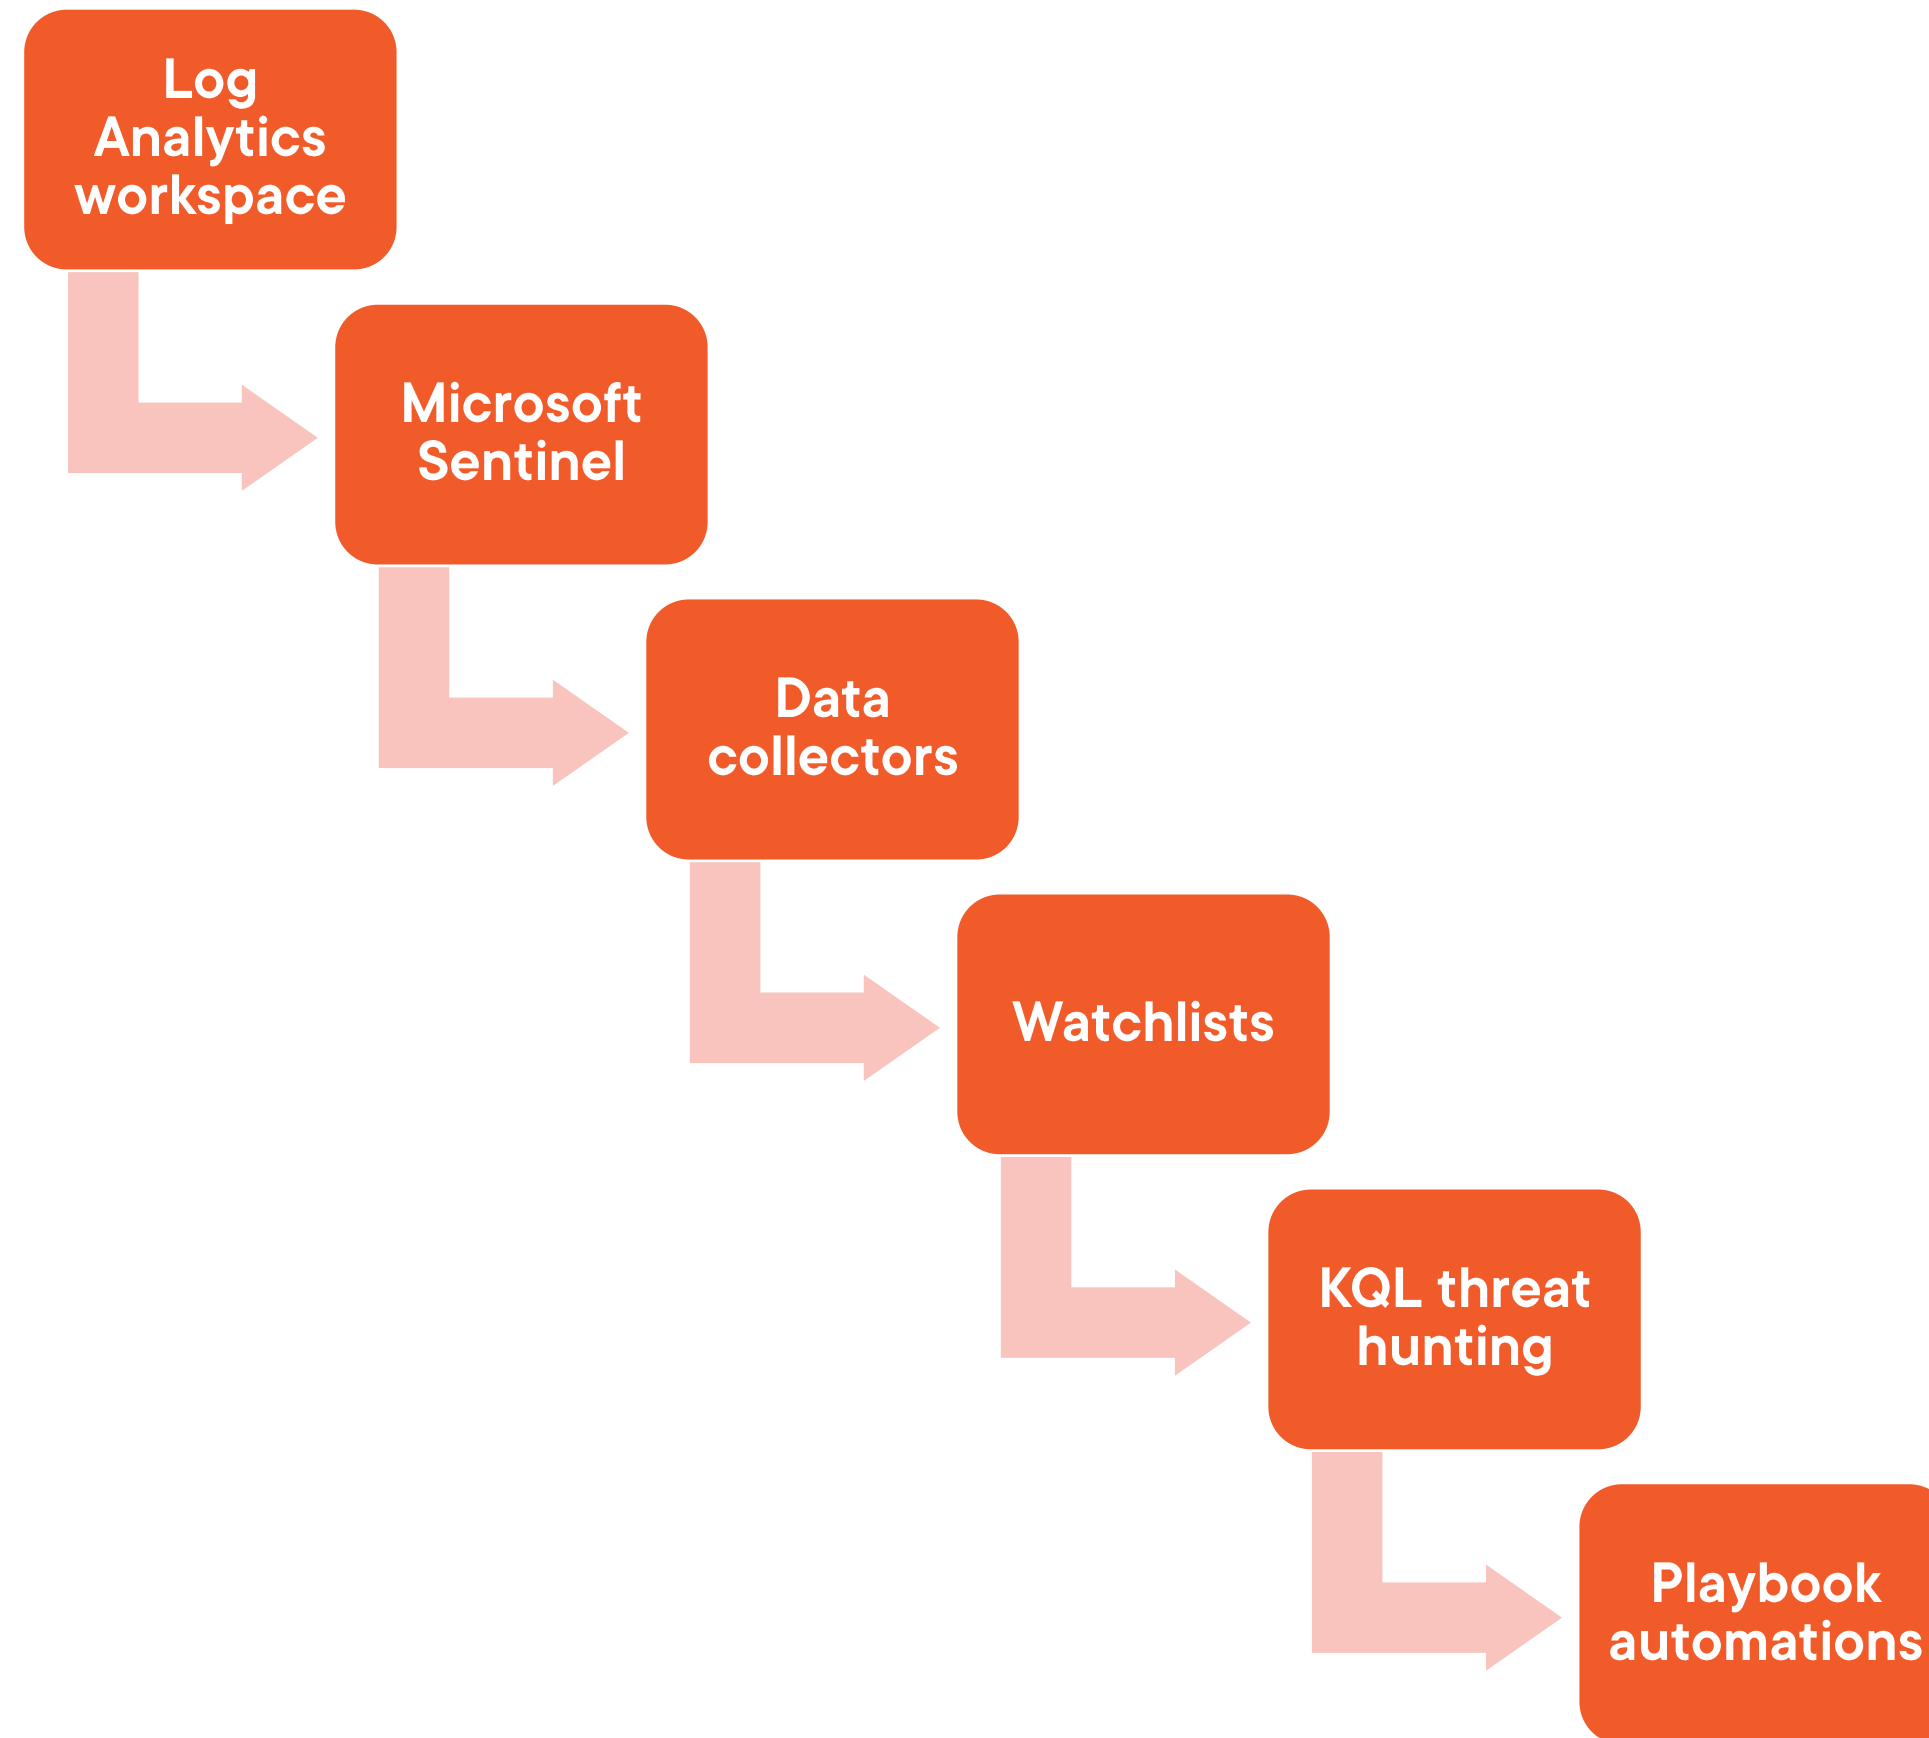 Log
Analytics
workspace
Microsoft
Sentinel
Data
collectors
Watchlists
KQL threat
hunting
Playbook
automations